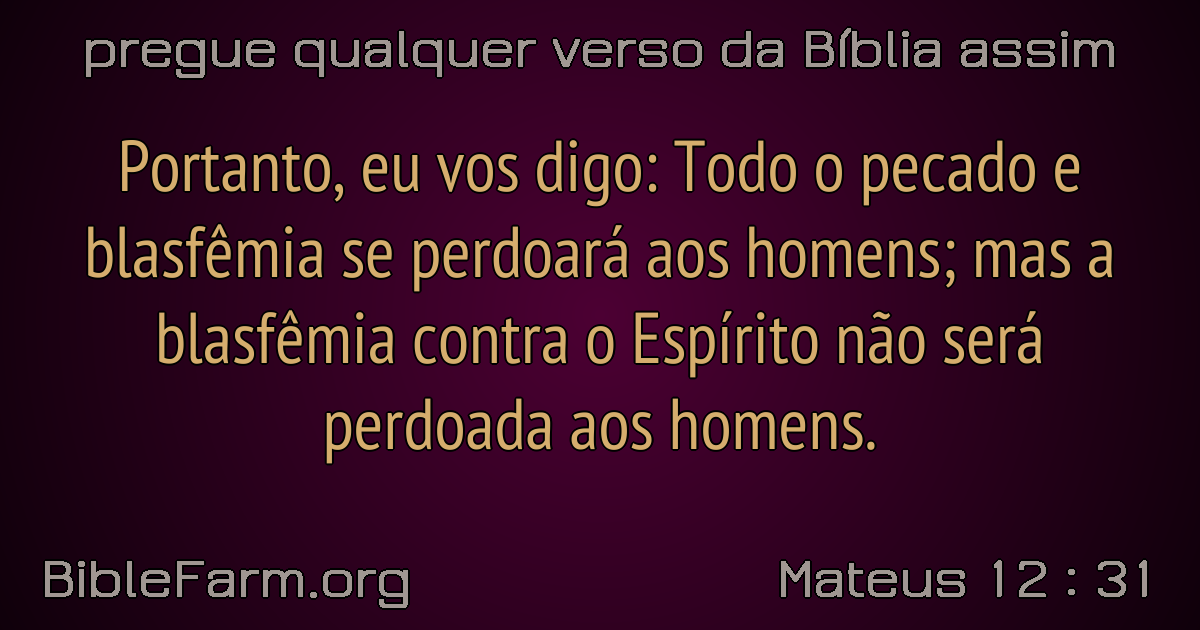 pregue qualquer verso da Bíblia assim
Portanto, eu vos digo: Todo o pecado e
blasfêmia se perdoará aos homens; mas a
blasfêmia contra o Espírito não será
perdoada aos homens.
BibleFarm.org
Mateus 12 : 31